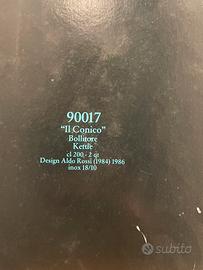 90017
"Il Conico"
Bollitore
Kettle
cl 200 - 2 qt
Design Aldo Rossi (1984) 1986
inox 18/10
subito